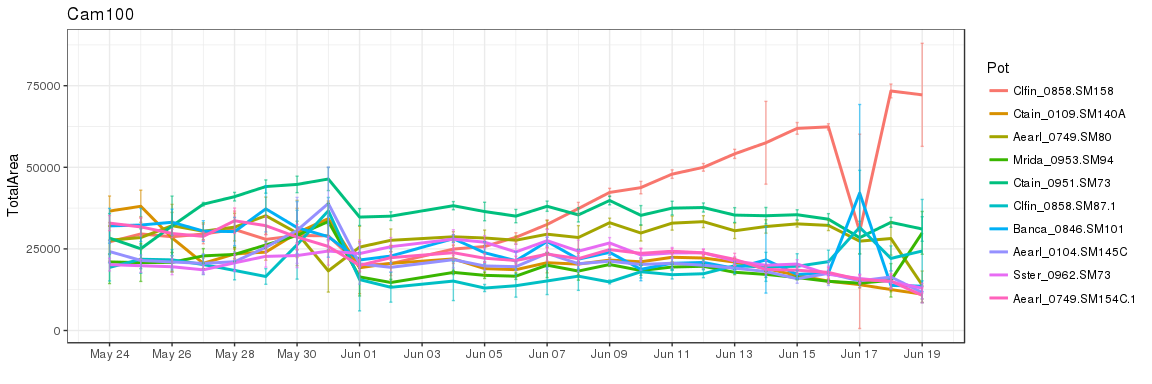 Cam100
TotalArea
75000
50000
25000
0
May 24 May 26 May 28 May 30 Jun 01 Jun 03 Jun 05 Jun 07 Jun 09 Jun 11 Jun 13 Jun 15 Jun 17 Jun 19
Pot
Clfin_0858.SM158
Ctain_0109.SM140A
Aearl_0749.SM80
Mrida_0953.SM94
Ctain_0951.SM73
Clfin_0858.SM87.1
Banca_0846.SM101
Aearl_0104.SM145C
Sster_0962.SM73
Aearl_0749.SM154C.1